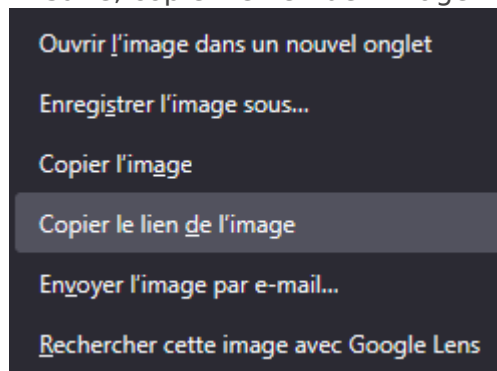 Ouvrir l'image dans un nouvel onglet
Enregistrer l'image sous...
Copier l'image
Copier le lien de l'image
Envoyer l'image par e-mail...
Rechercher cette image avec Google Lens